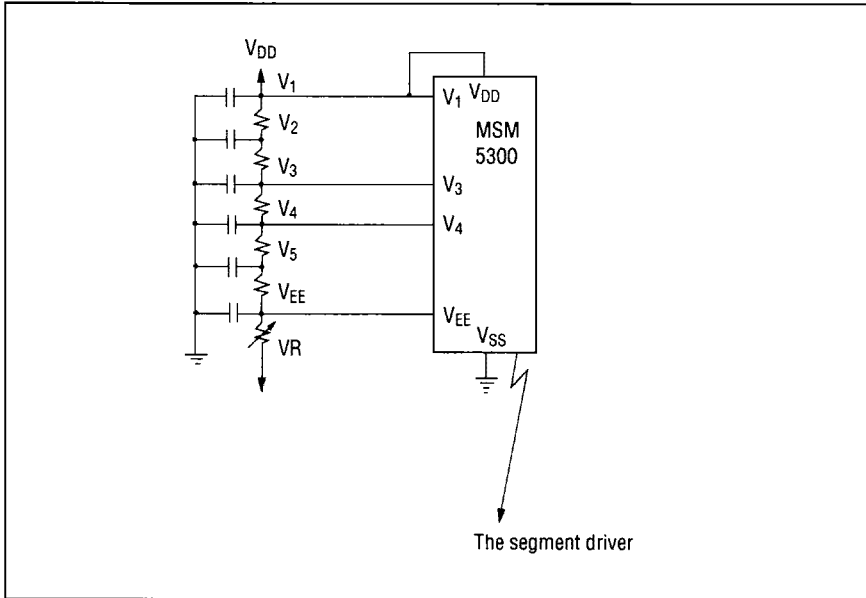 VDD
V1
V2
V3
V4
V5
VEE
VR
V1 VDD
MSM
5300
V3
V4
VEE
VSS
The segment driver